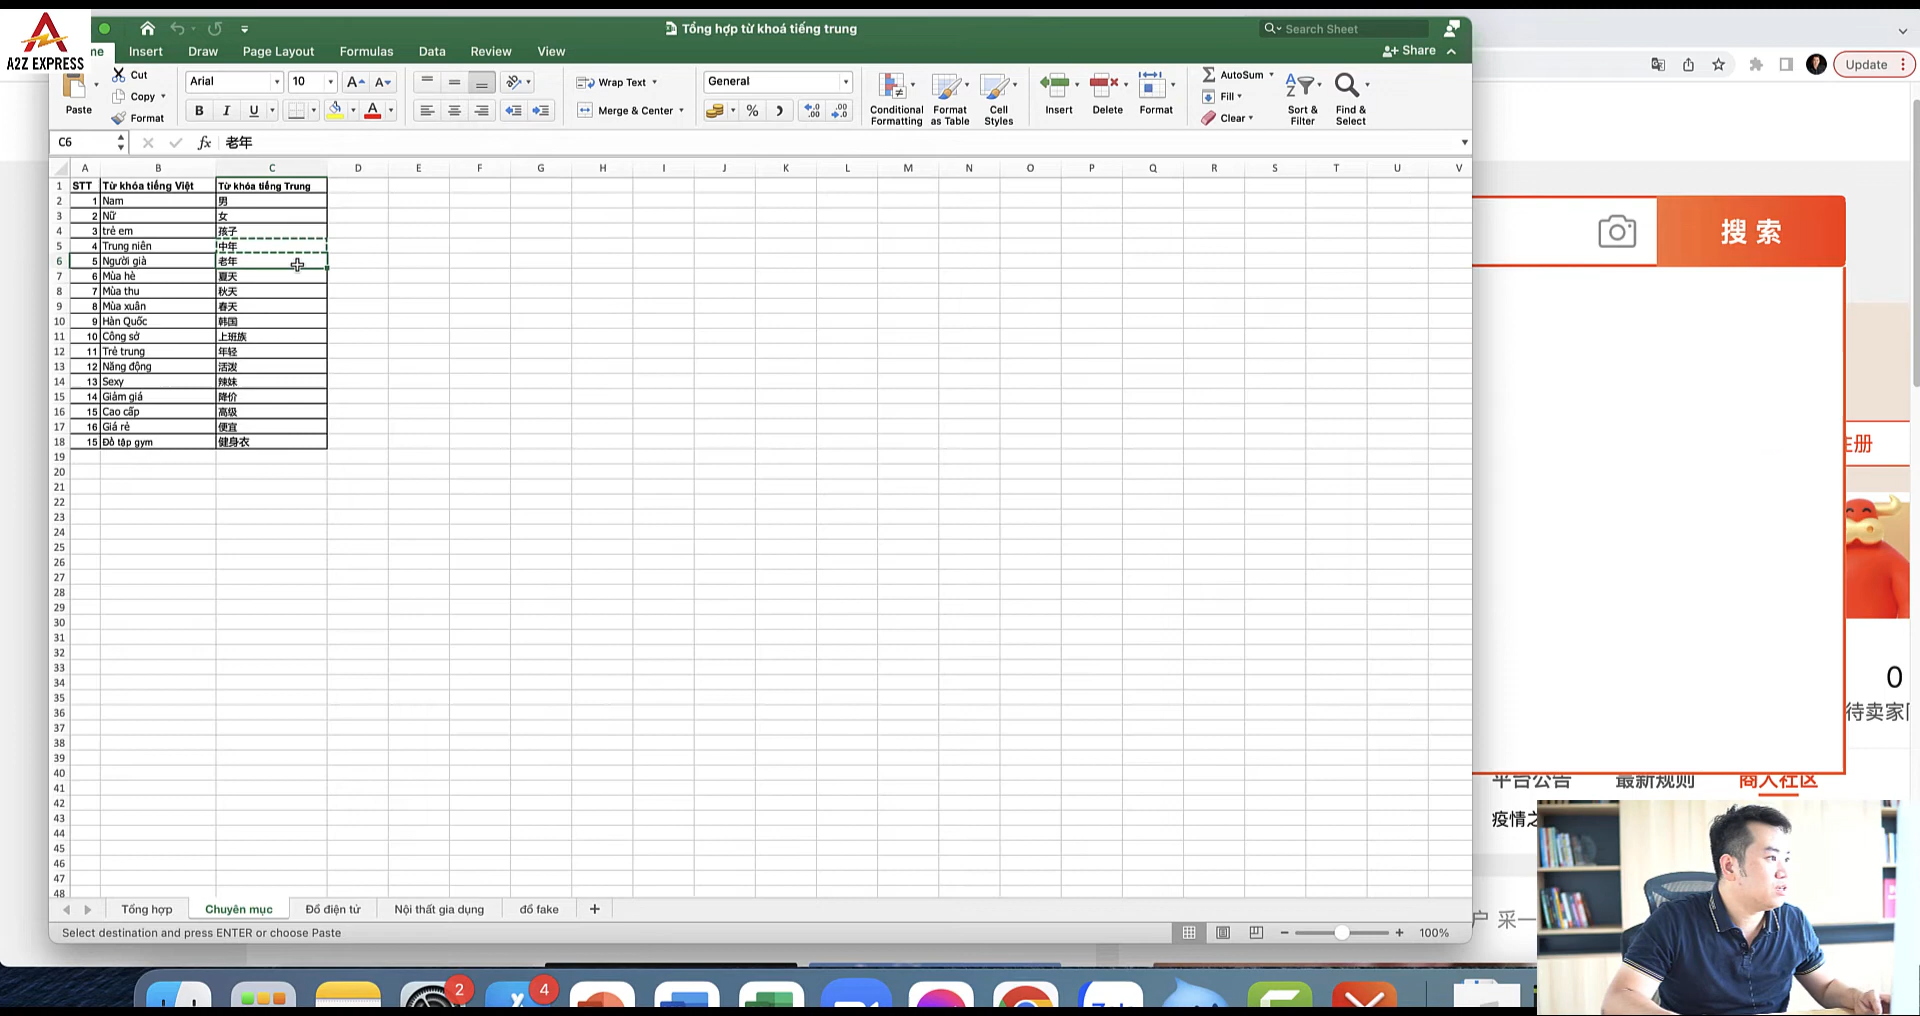 A2Z EXPRESS
Tổng hợp từ khoá tiếng trung
Search Sheet
me Insert Draw Page Layout Formulas Data Review View
Share
Update
Paste
Cut
Copy
Format
Arial 10
B I U
Wrap Text
Merge & Center
General
Conditional Formatting
Format as Table
Cell Styles
Insert
Delete
Format
AutoSum
Fill
Clear
Sort & Filter
Find & Select
C6 fx 老年
A B C D E F G H I J K L M N O P Q R S T U V
1 STT Từ khóa tiếng Việt Từ khóa tiếng Trung
2 1 Nam 男
3 2 Nữ 女
4 3 trẻ em 孩子
5 4 Trung niên 中年
6 5 Người già 老年
7 6 Mùa hè 夏天
8 7 Mùa thu 秋天
9 8 Mùa xuân 春天
10 9 Hàn Quốc 韩国
11 10 Công sở 上班族
12 11 Trẻ trung 年轻
13 12 Năng động 活泼
14 13 Sexy 辣妹
15 14 Giảm giá 降价
16 15 Cao cấp 高级
17 16 Giá rẻ 便宜
18 15 Đồ tập gym 健身衣
19
20
21
22
23
24
25
26
27
28
29
30
31
32
33
34
35
36
37
38
39
40
41
42
43
44
45
46
47
48
Tổng hợp Chuyên mục Đồ điện tử Nội thất gia dụng đồ fake +
Select destination and press ENTER or choose Paste
100%
搜索
注册
0
待卖家
平台公告 最新规则 商人社区
疫情之
户 采一
2
4